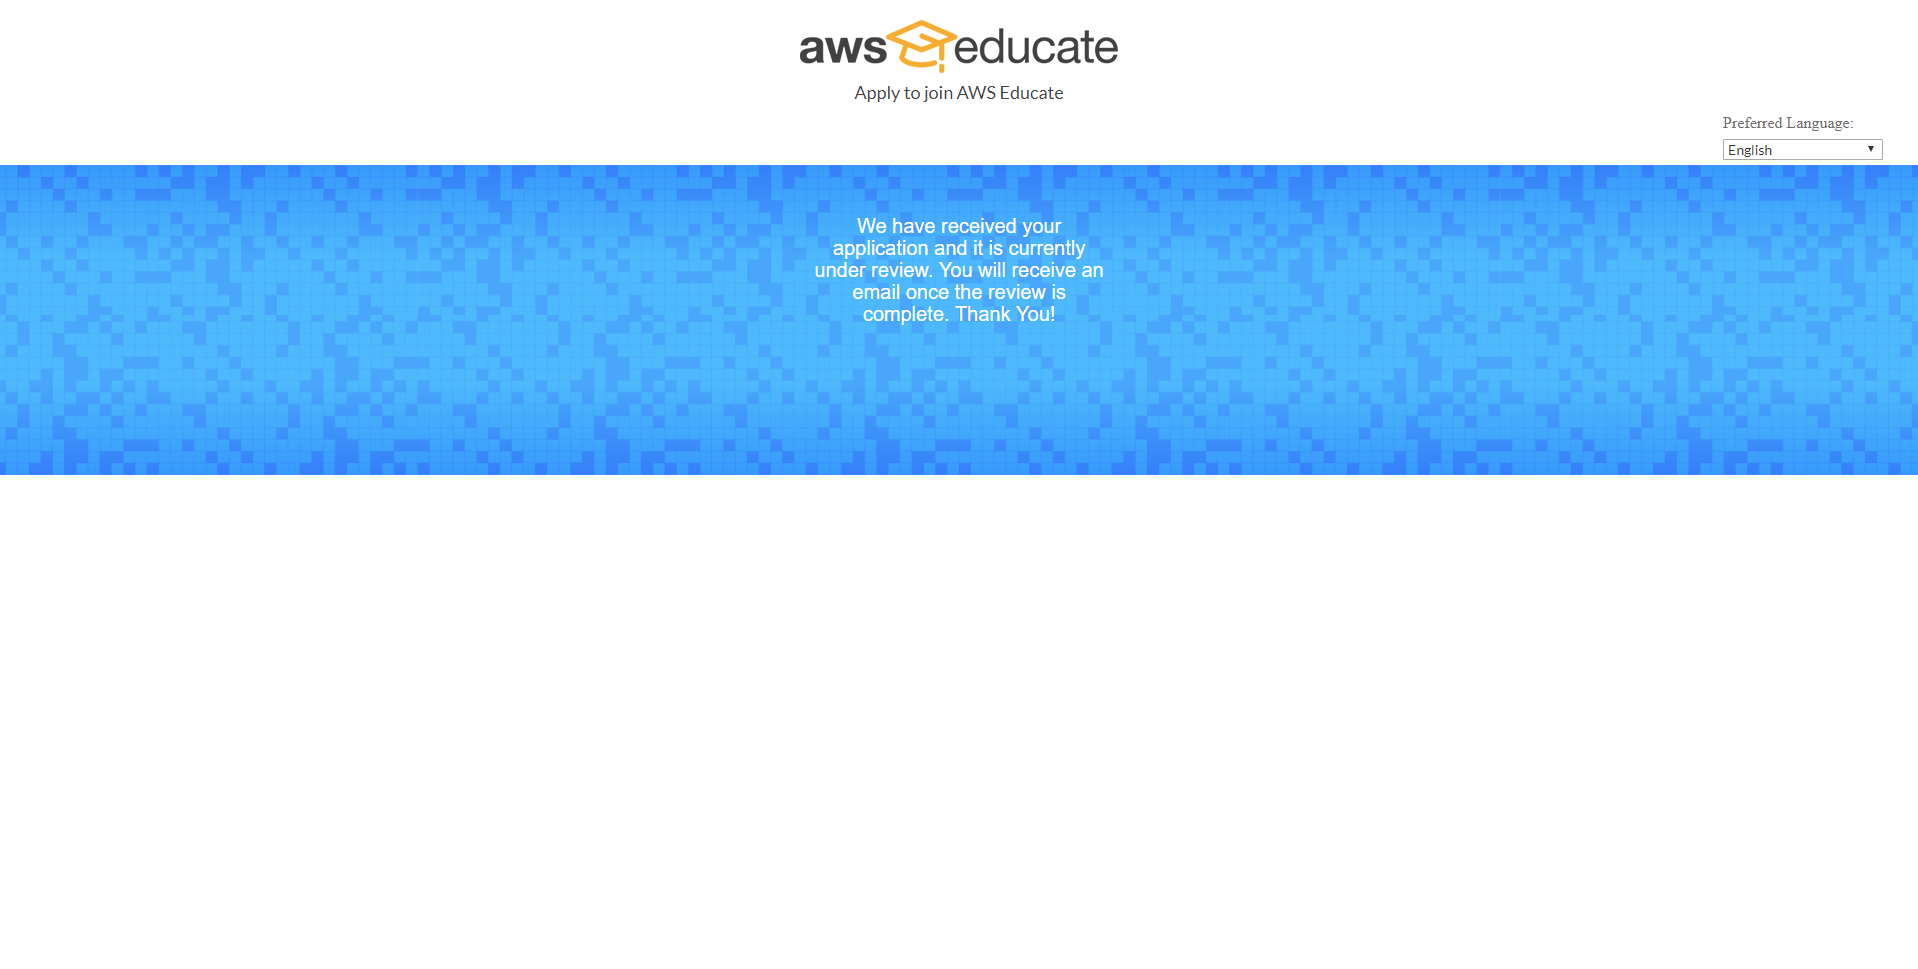 aws educate
Apply to join AWS Educate
Preferred Language:
English
We have received your
application and it is currently
under review. You will receive an
email once the review is
complete. Thank You!